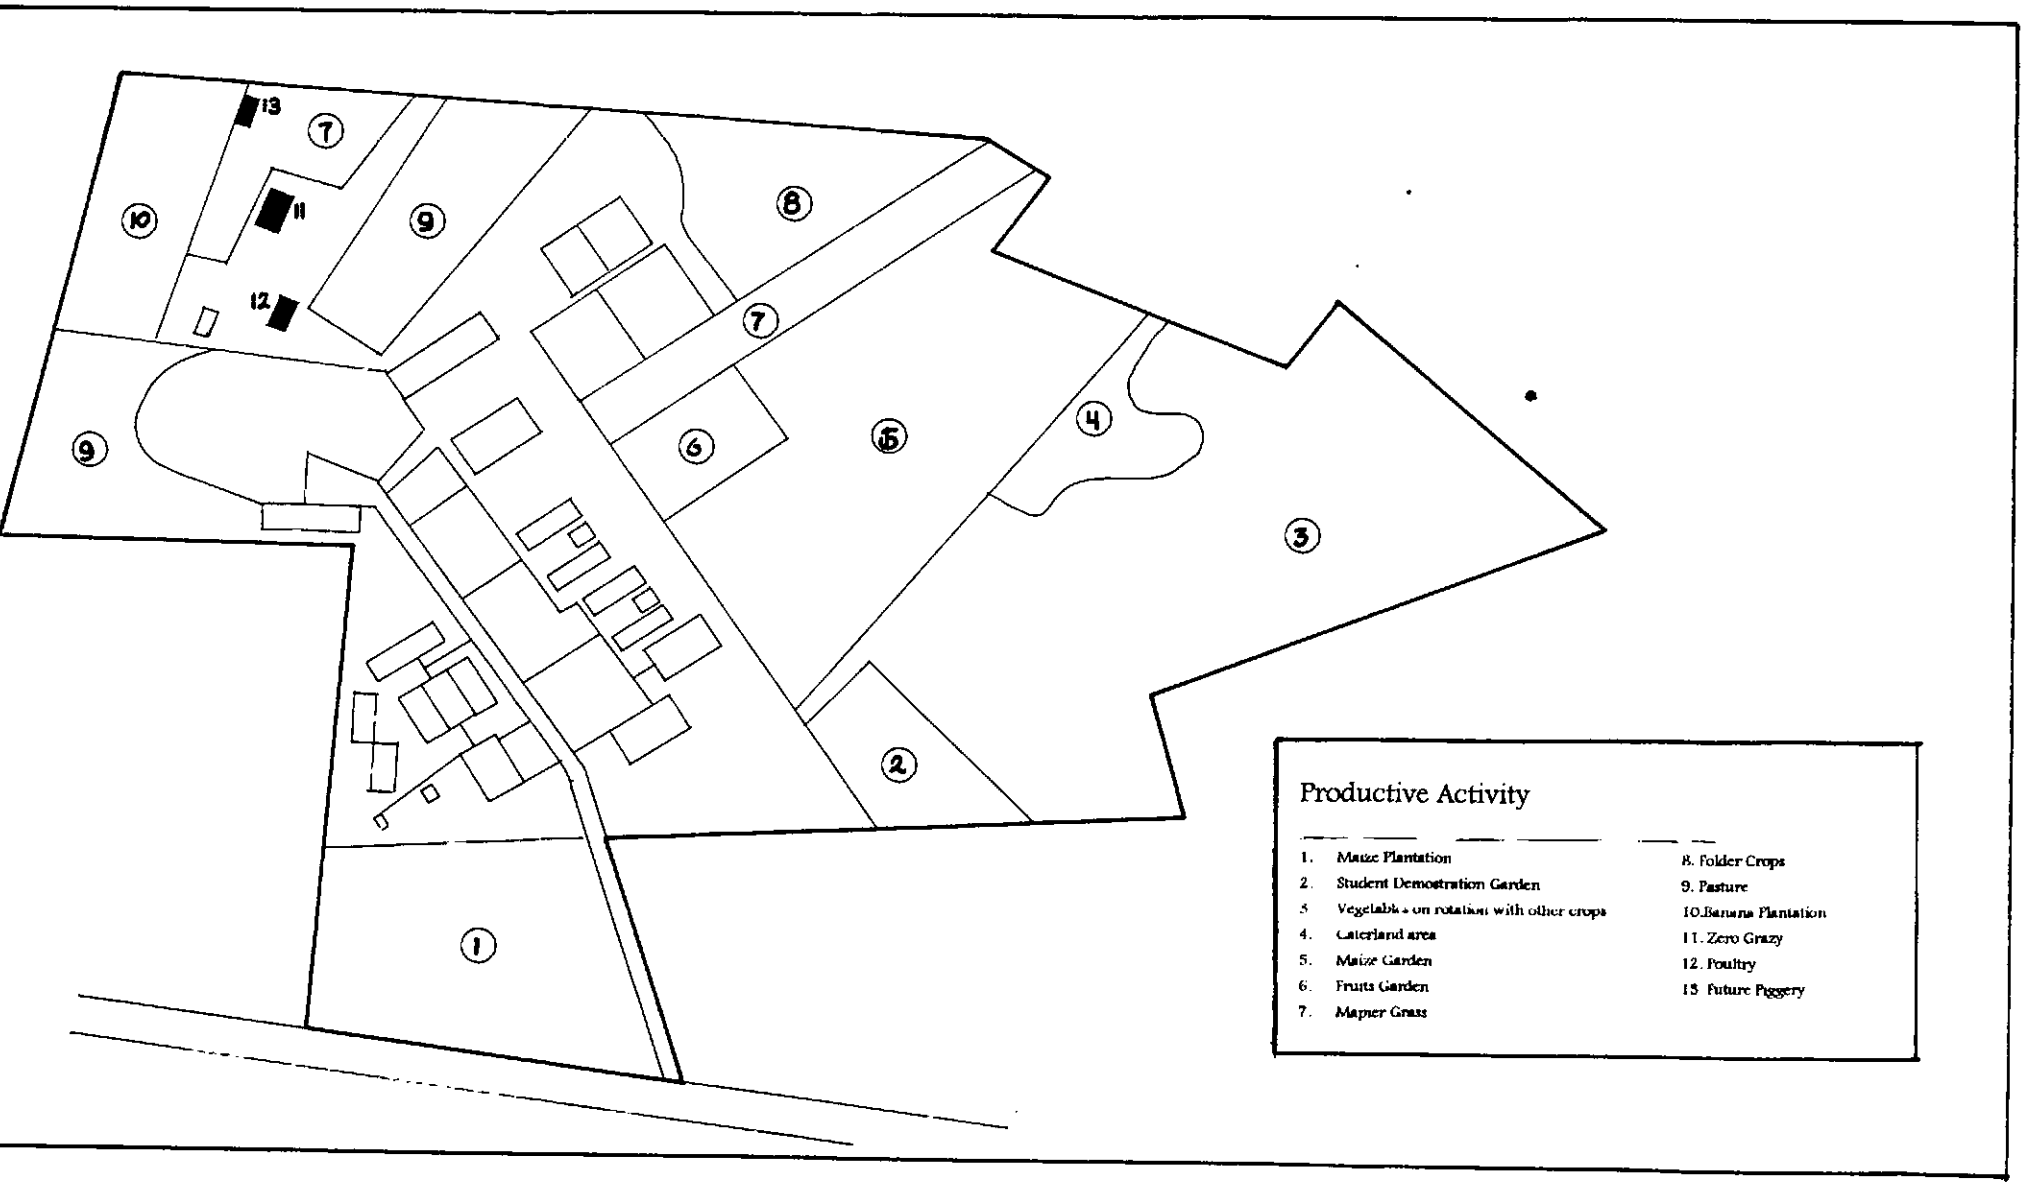 13
7
11
10
9
8
12
7
9
6
5
4
3
2
1
Productive Activity
1. Maize Plantation
2. Student Demostration Garden
3 Vegetables on rotation with other crops
4. area
5. Maize Garden
6. Fruits Garden
7. Mapier Grass
8. Folder Crops
9. Pasture
10. Banana Plantation
11. Zero Grazy
12. Poultry
13 Future Piggery